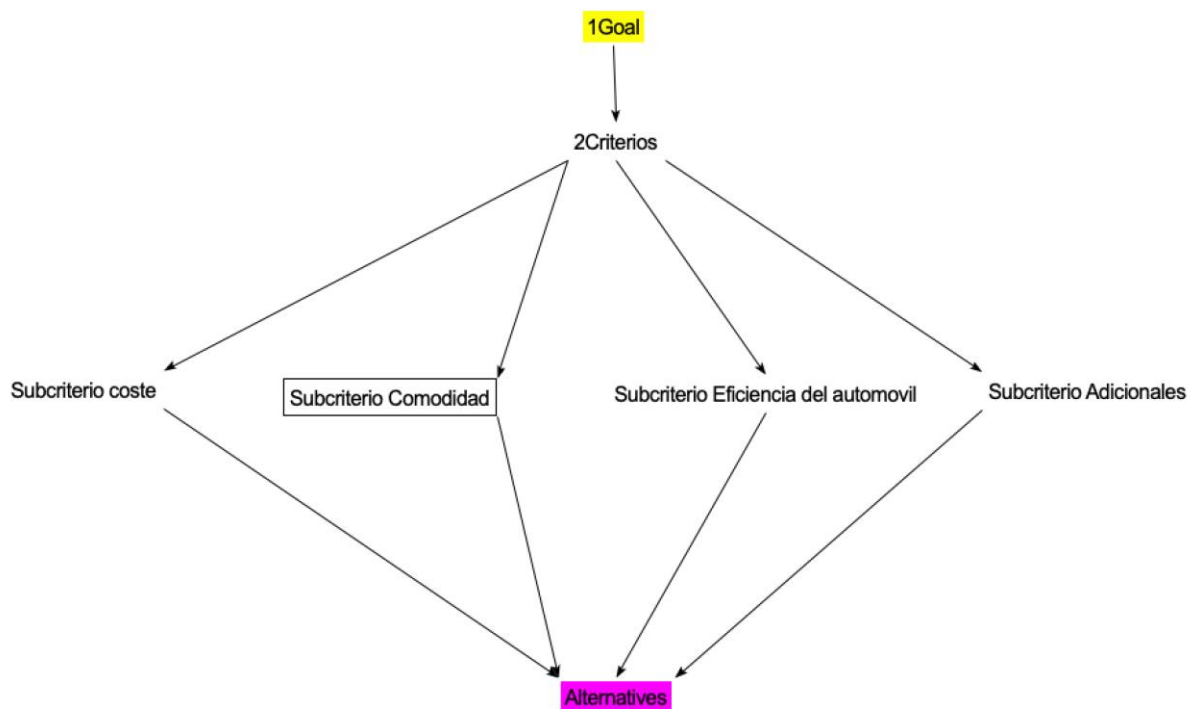 1Goal
2Criterios
Subcriterio coste
Subcriterio Comodidad
Subcriterio Eficiencia del automovil
Subcriterio Adicionales
Alternatives